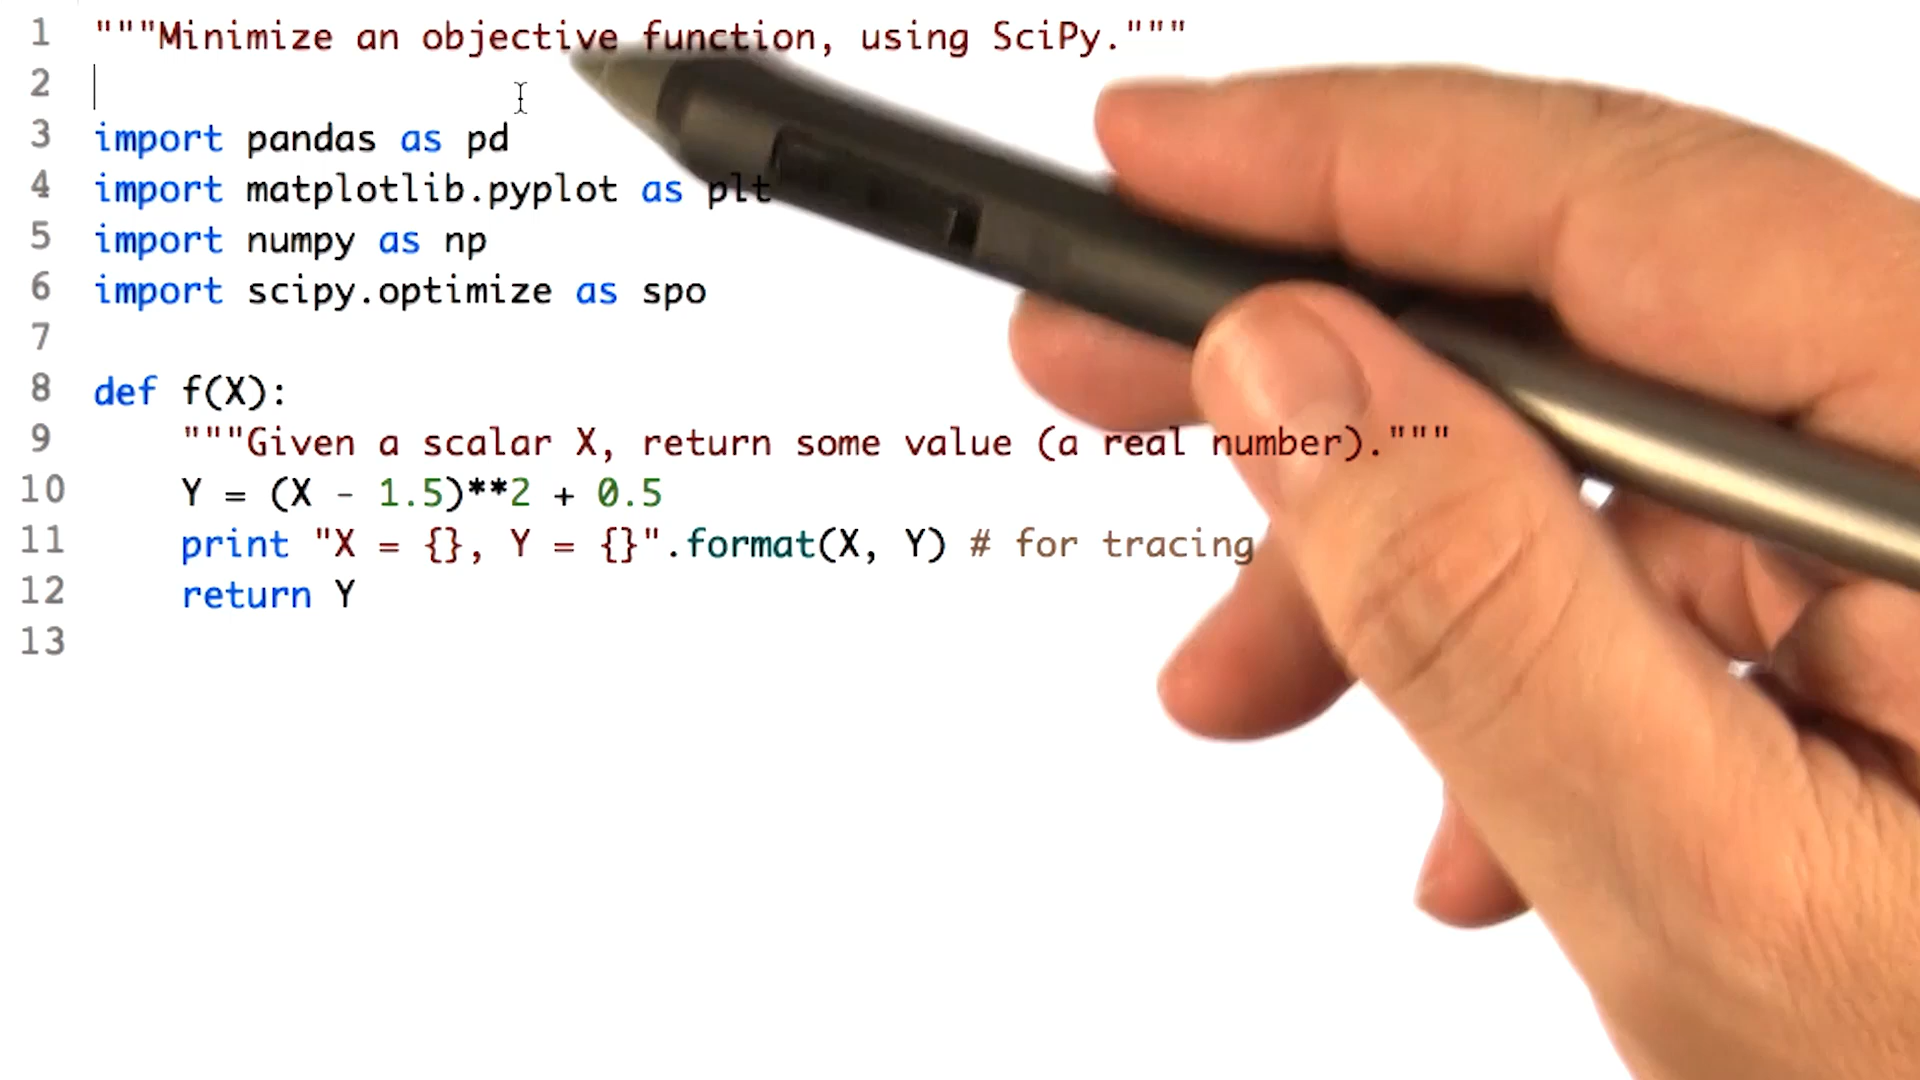 1 """Minimize an objective function, using SciPy."""
2
3 import pandas as pd
4 import matplotlib.pyplot as plt
5 import numpy as np
6 import scipy.optimize as spo
7
8 def f(X):
9     """Given a scalar X, return some value (a real number)."""
10     Y = (X - 1.5)**2 + 0.5
11     print "X = {}, Y = {}".format(X, Y) # for tracing
12     return Y
13